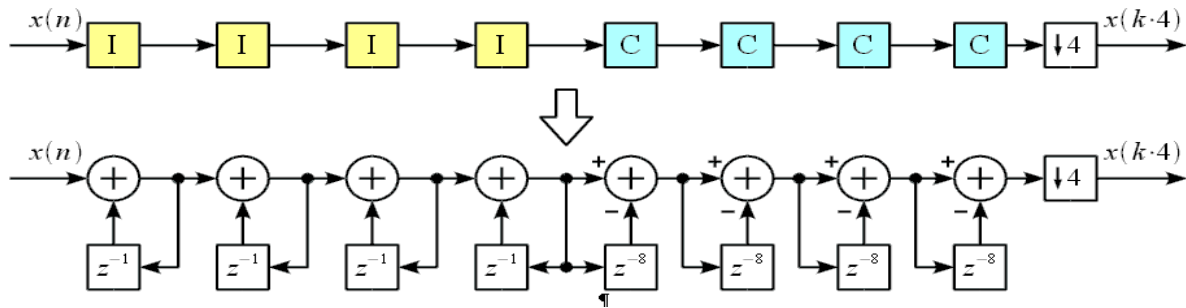 x(n) I I I I C C C C ↓4 x(k·4)
x(n) + + + + + + + + + + + + ↓4 x(k·4)
− − − −
z⁻¹ z⁻¹ z⁻¹ z⁻¹ z⁻⁸ z⁻⁸ z⁻⁸ z⁻⁸
¶